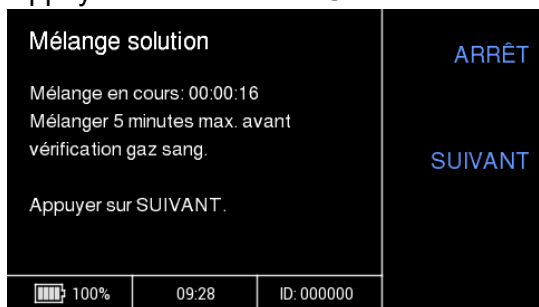 Mélange solution
ARRÊT
Mélange en cours: 00:00:16
Mélanger 5 minutes max. avant
vérification gaz sang.
SUIVANT
Appuyer sur SUIVANT.
100%
09:28
ID: 000000